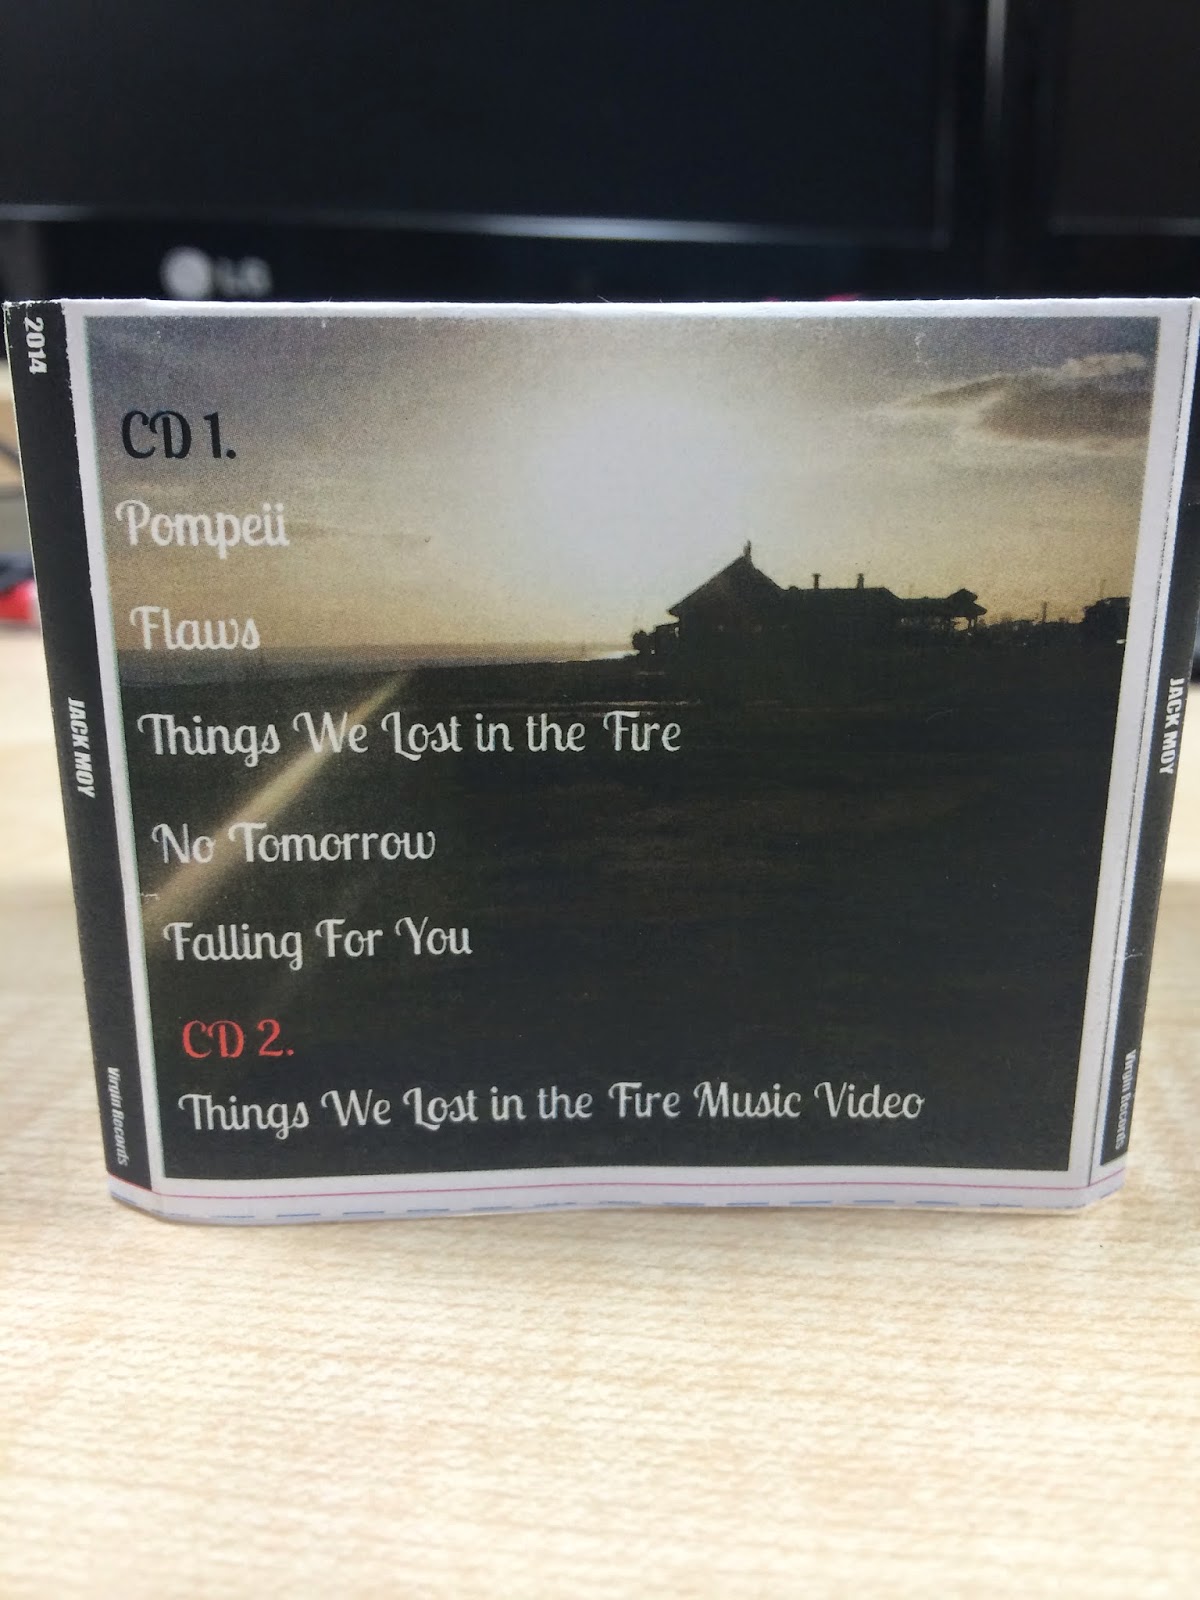 LG
2014
JACK MOY
Virgin Records
CD 1.
Pompeii
Flaws
Things We Lost in the Fire
No Tomorrow
Falling For You
CD 2.
Things We Lost in the Fire Music Video
JACK MOY
Virgin Records